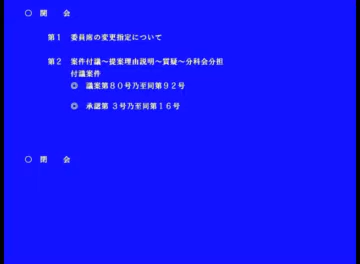 ○ 開 会
第１ 委員席の変更指定について
第２ 案件付議～提案理由説明～質疑～分科会分担
付議案件
◎ 議案第８０号乃至同第９２号
◎ 承認第 ３号乃至同第１６号
○ 閉 会